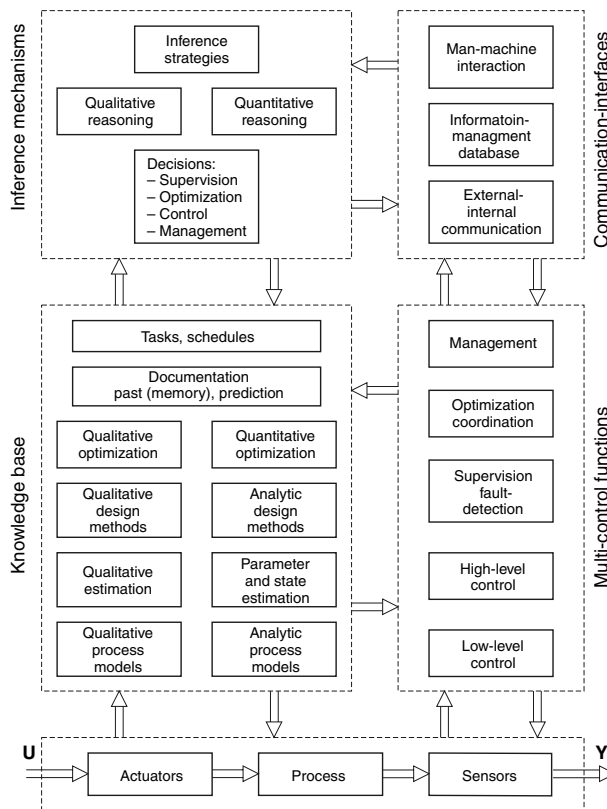 Inference mechanisms
Inference
strategies
Qualitative
reasoning
Quantitative
reasoning
Decisions:
– Supervision
– Optimization
– Control
– Management
Communication-interfaces
Man-machine
interaction
Informatoin-
managment
database
External-
internal
communication
Knowledge base
Tasks, schedules
Documentation
past (memory), prediction
Qualitative
optimization
Quantitative
optimization
Qualitative
design
methods
Analytic
design
methods
Qualitative
estimation
Parameter
and state
estimation
Qualitative
process
models
Analytic
process
models
Multi-control functions
Management
Optimization
coordination
Supervision
fault-
detection
High-level
control
Low-level
control
U
Actuators
Process
Sensors
Y